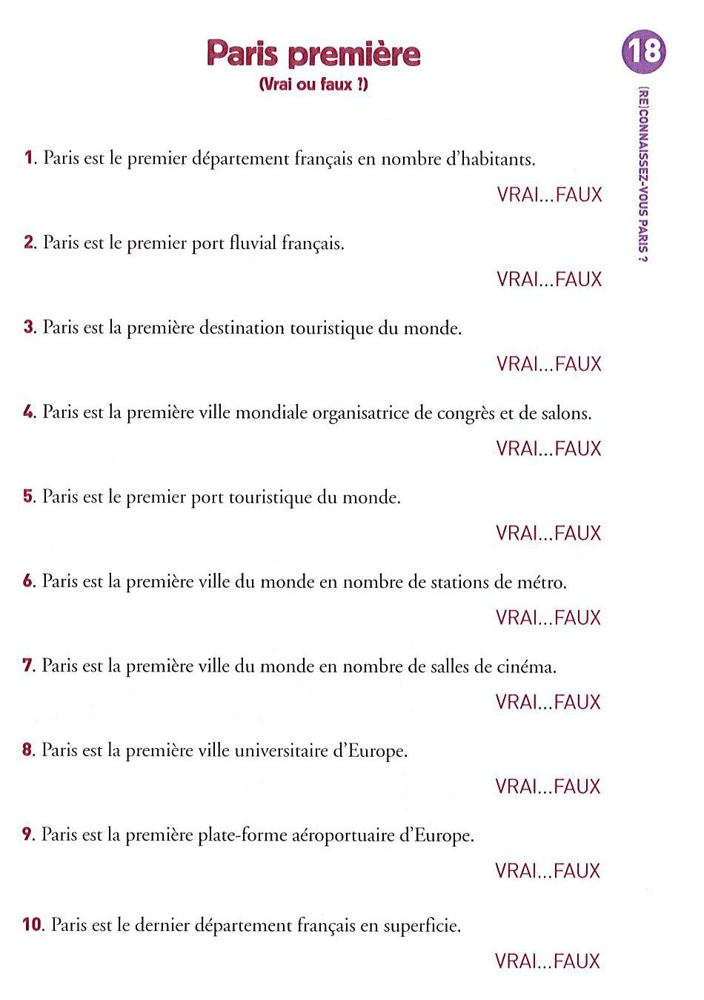 Paris première
(Vrai ou faux ?)
18
(RE)CONNAISSEZ-VOUS PARIS ?
1. Paris est le premier département français en nombre d'habitants.
VRAI...FAUX
2. Paris est le premier port fluvial français.
VRAI...FAUX
3. Paris est la première destination touristique du monde.
VRAI...FAUX
4. Paris est la première ville mondiale organisatrice de congrès et de salons.
VRAI...FAUX
5. Paris est le premier port touristique du monde.
VRAI...FAUX
6. Paris est la première ville du monde en nombre de stations de métro.
VRAI...FAUX
7. Paris est la première ville du monde en nombre de salles de cinéma.
VRAI...FAUX
8. Paris est la première ville universitaire d'Europe.
VRAI...FAUX
9. Paris est la première plate-forme aéroportuaire d'Europe.
VRAI...FAUX
10. Paris est le dernier département français en superficie.
VRAI...FAUX